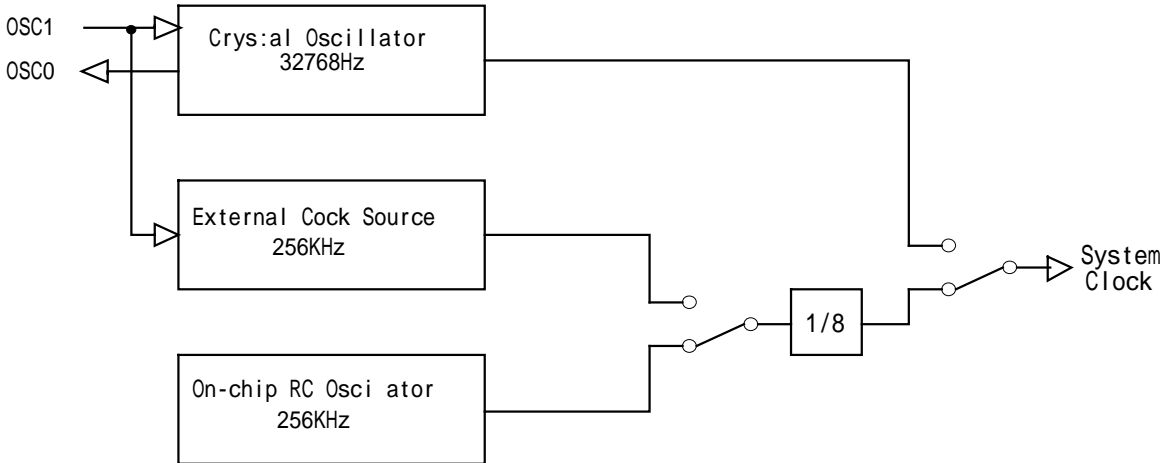 OSC1
OSCO
Crys:al Oscillator
32768Hz
External Cock Source
256KHz
On-chip RC Osci ator
256KHz
1/8
System
Clock